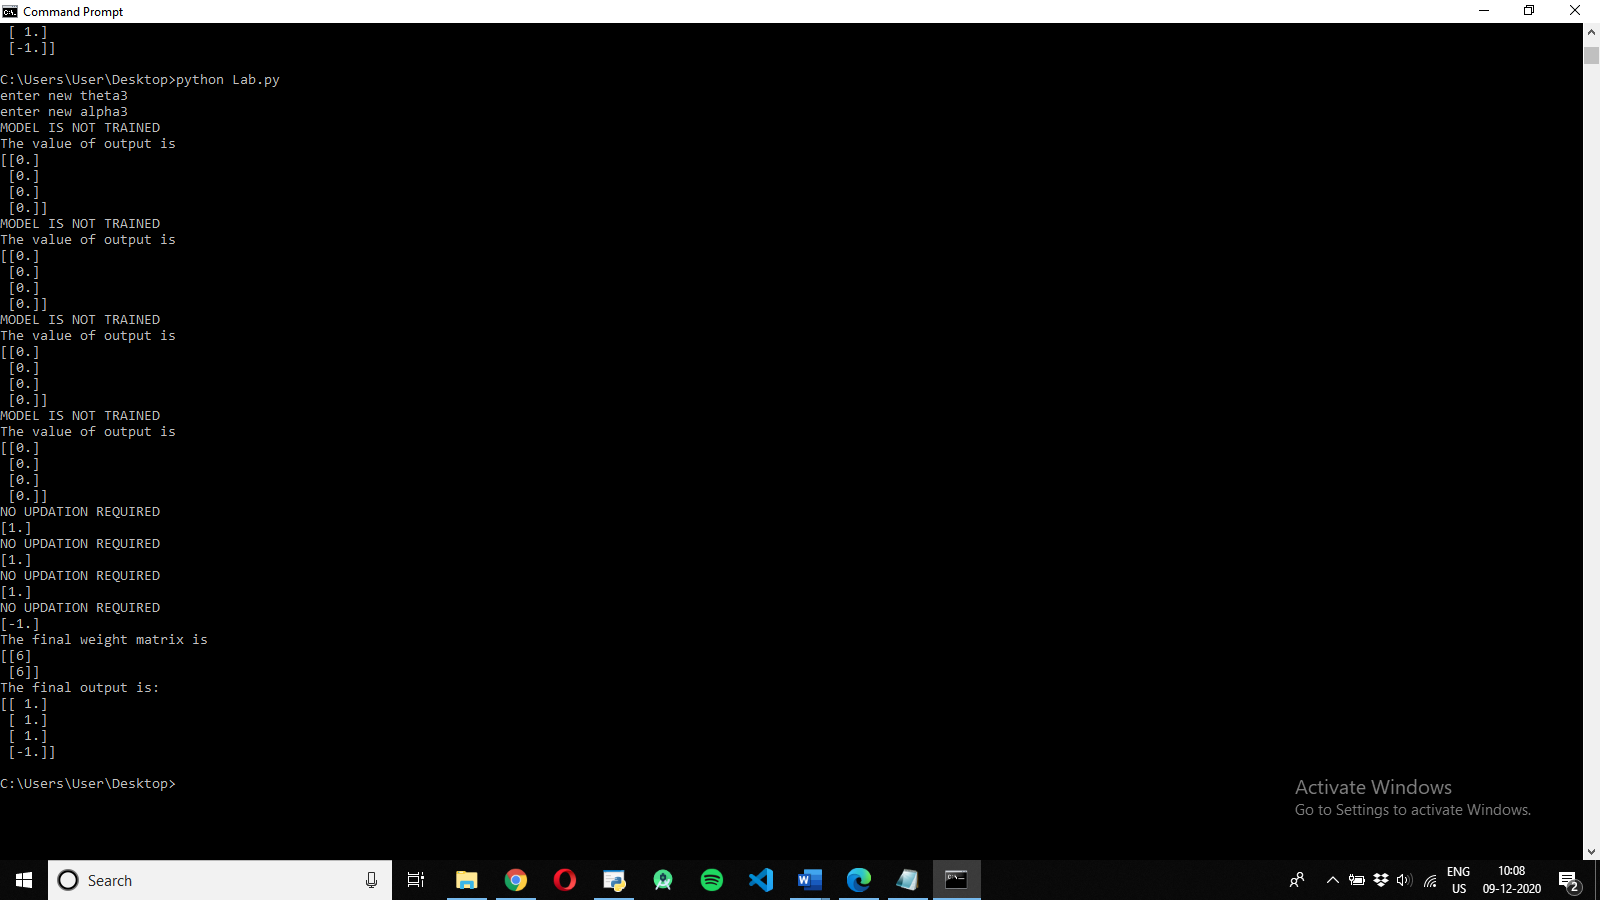 Command Prompt
[ 1.]
[-1.]]
C:\Users\User\Desktop>python Lab.py
enter new theta3
enter new alpha3
MODEL IS NOT TRAINED
The value of output is
[[0.]
[0.]
[0.]
[0.]]
MODEL IS NOT TRAINED
The value of output is
[[0.]
[0.]
[0.]
[0.]]
MODEL IS NOT TRAINED
The value of output is
[[0.]
[0.]
[0.]
[0.]]
MODEL IS NOT TRAINED
The value of output is
[[0.]
[0.]
[0.]
[0.]]
NO UPDATION REQUIRED
[1.]
NO UPDATION REQUIRED
[1.]
NO UPDATION REQUIRED
[1.]
NO UPDATION REQUIRED
[-1.]
The final weight matrix is
[[6]
[6]]
The final output is:
[[ 1.]
[ 1.]
[ 1.]
[-1.]]
C:\Users\User\Desktop>
Activate Windows
Go to Settings to activate Windows.
Search
ENG
US
10:08
09-12-2020
2